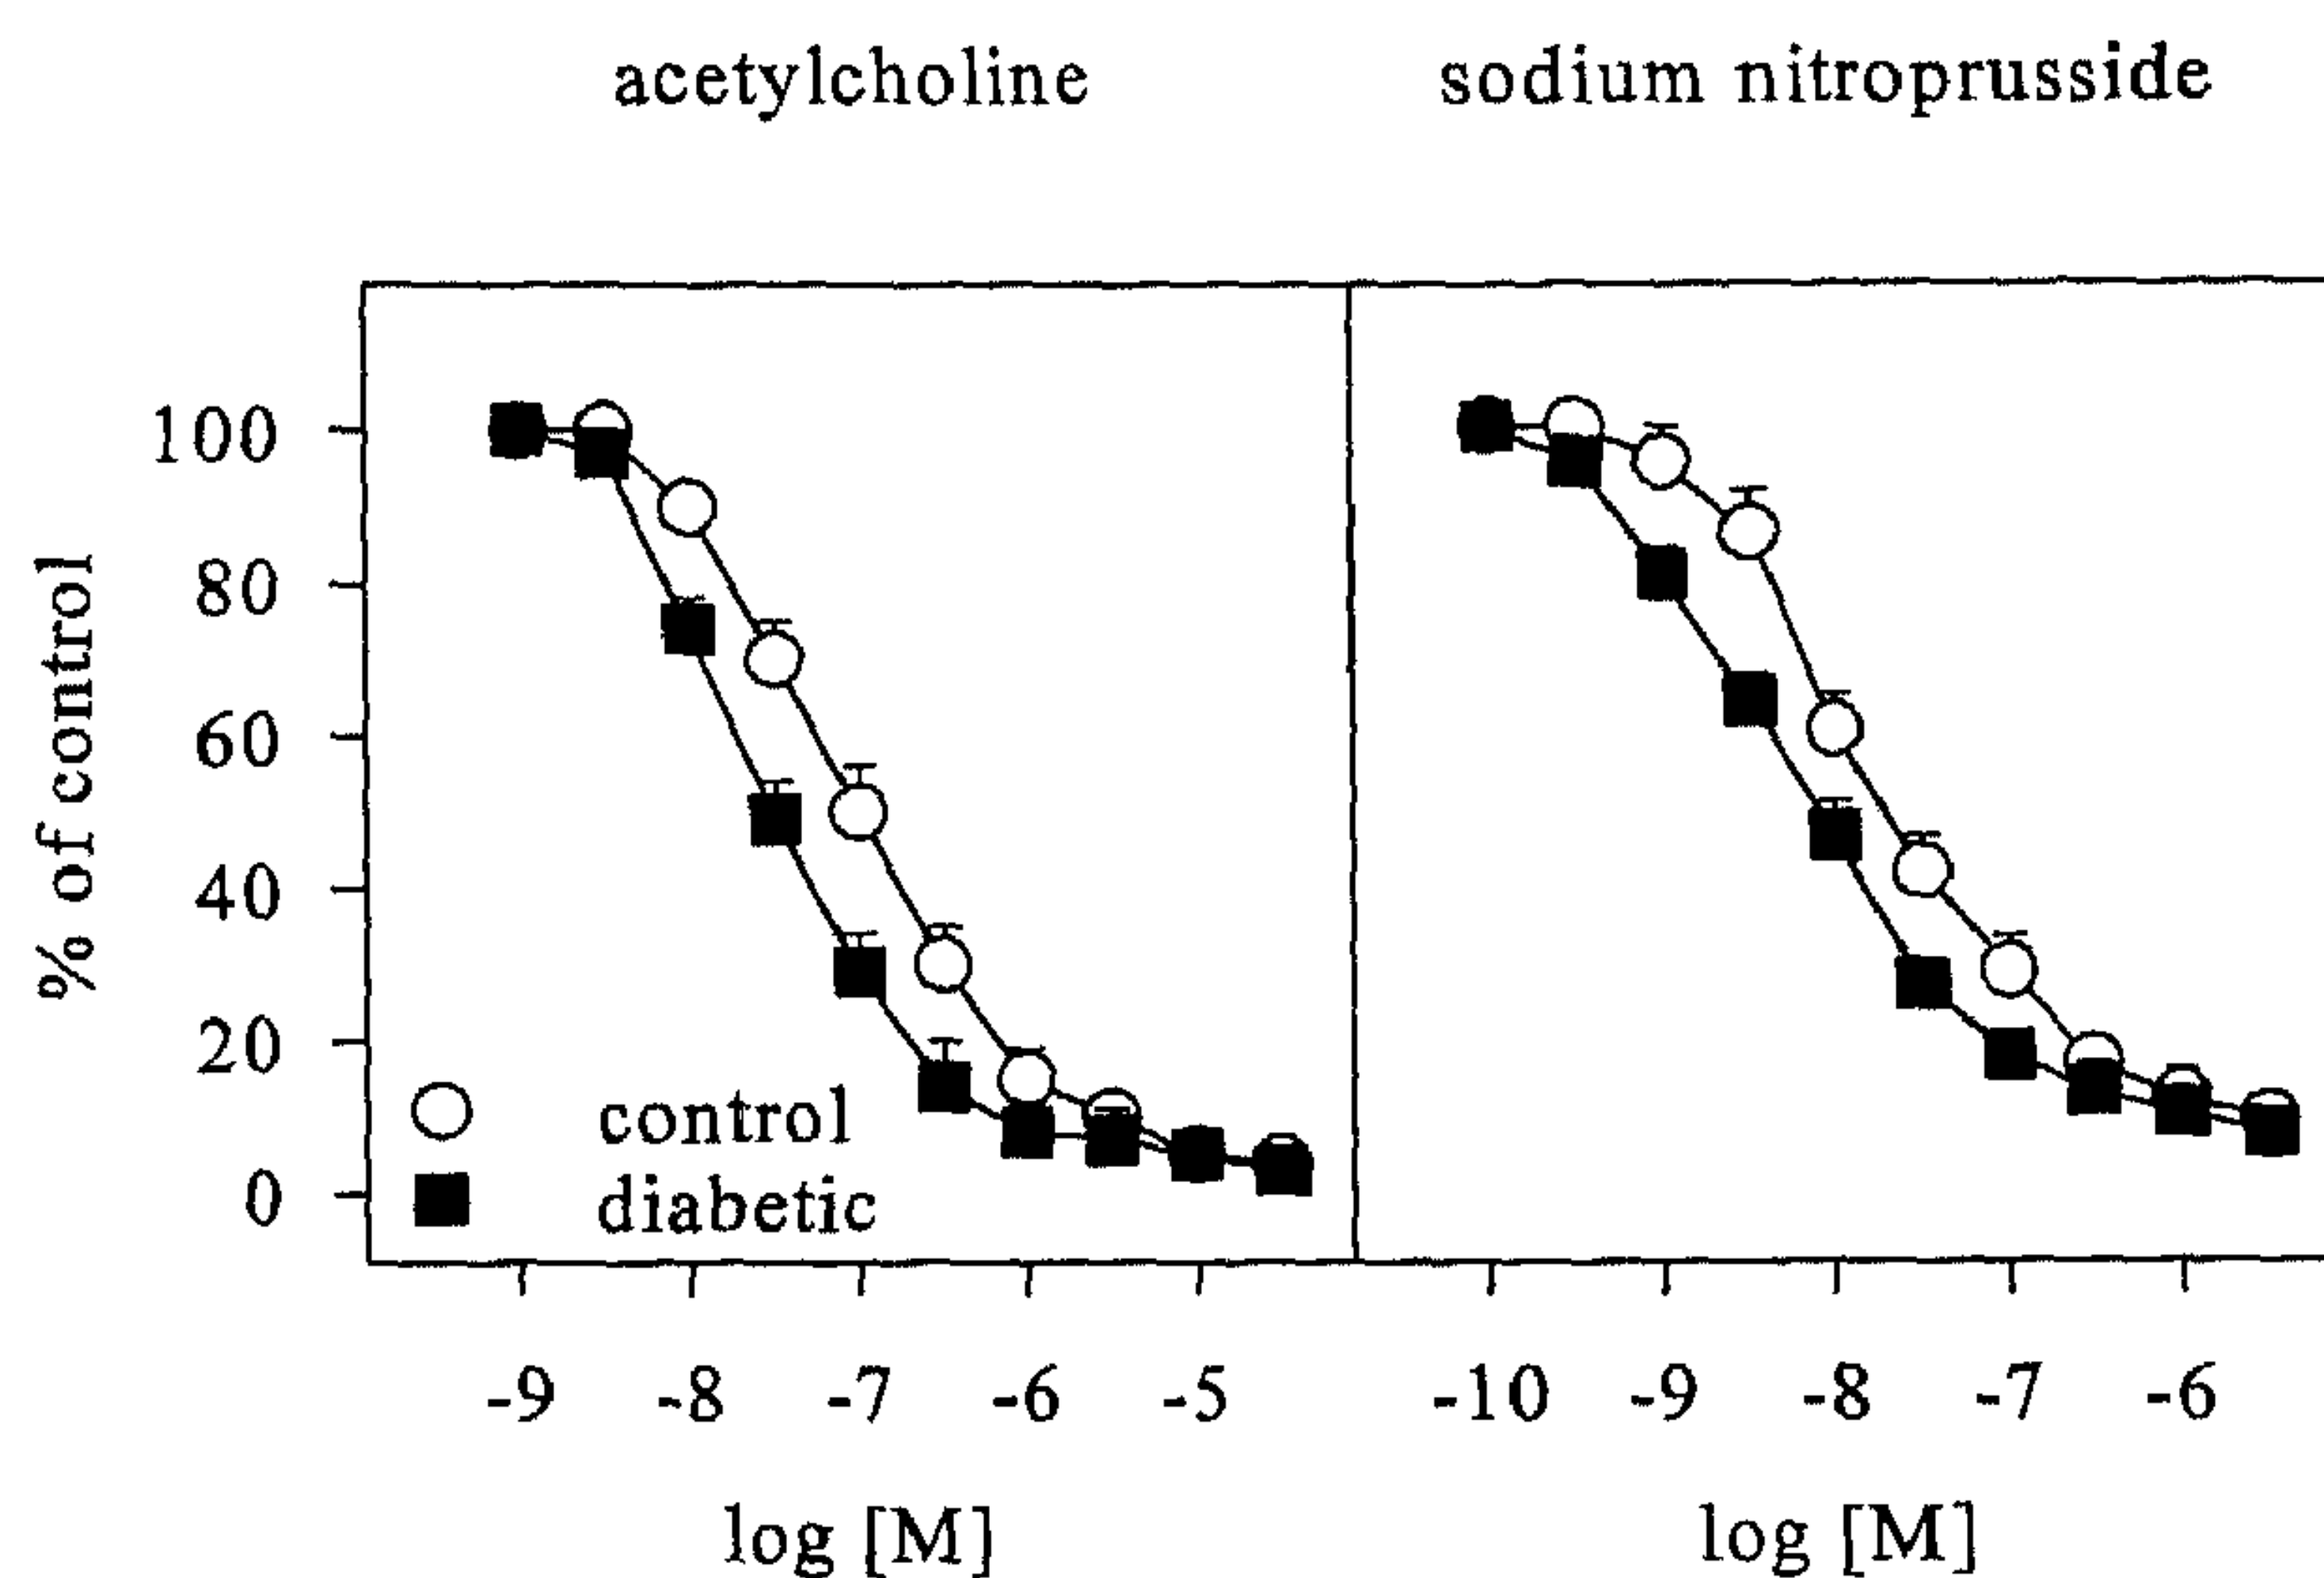 acetylcholine
sodium nitroprusside
% of control
100
80
60
40
20
0
control
diabetic
-9 -8 -7 -6 -5
-10 -9 -8 -7 -6
log [M]
log [M]